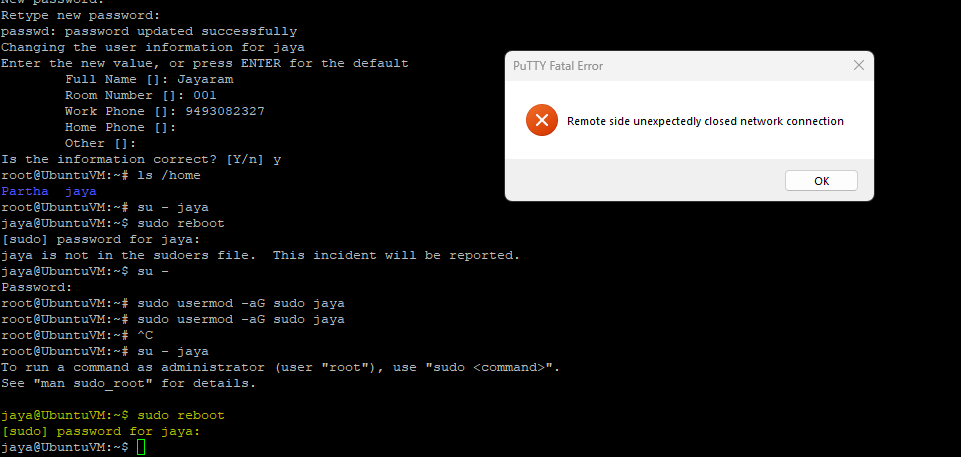 New password:
Retype new password:
passwd: password updated successfully
Changing the user information for jaya
Enter the new value, or press ENTER for the default
        Full Name []: Jayaram
        Room Number []: 001
        Work Phone []: 9493082327
        Home Phone []:
        Other []:
Is the information correct? [Y/n] y
root@UbuntuVM:~# ls /home
Partha  jaya
root@UbuntuVM:~# su - jaya
jaya@UbuntuVM:~$ sudo reboot
[sudo] password for jaya:
jaya is not in the sudoers file.  This incident will be reported.
jaya@UbuntuVM:~$ su -
Password:
root@UbuntuVM:~# sudo usermod -aG sudo jaya
root@UbuntuVM:~# sudo usermod -aG sudo jaya
root@UbuntuVM:~# ^C
root@UbuntuVM:~# su - jaya
To run a command as administrator (user "root"), use "sudo <command>".
See "man sudo_root" for details.

jaya@UbuntuVM:~$ sudo reboot
[sudo] password for jaya:
jaya@UbuntuVM:~$
PuTTY Fatal Error
Remote side unexpectedly closed network connection
OK